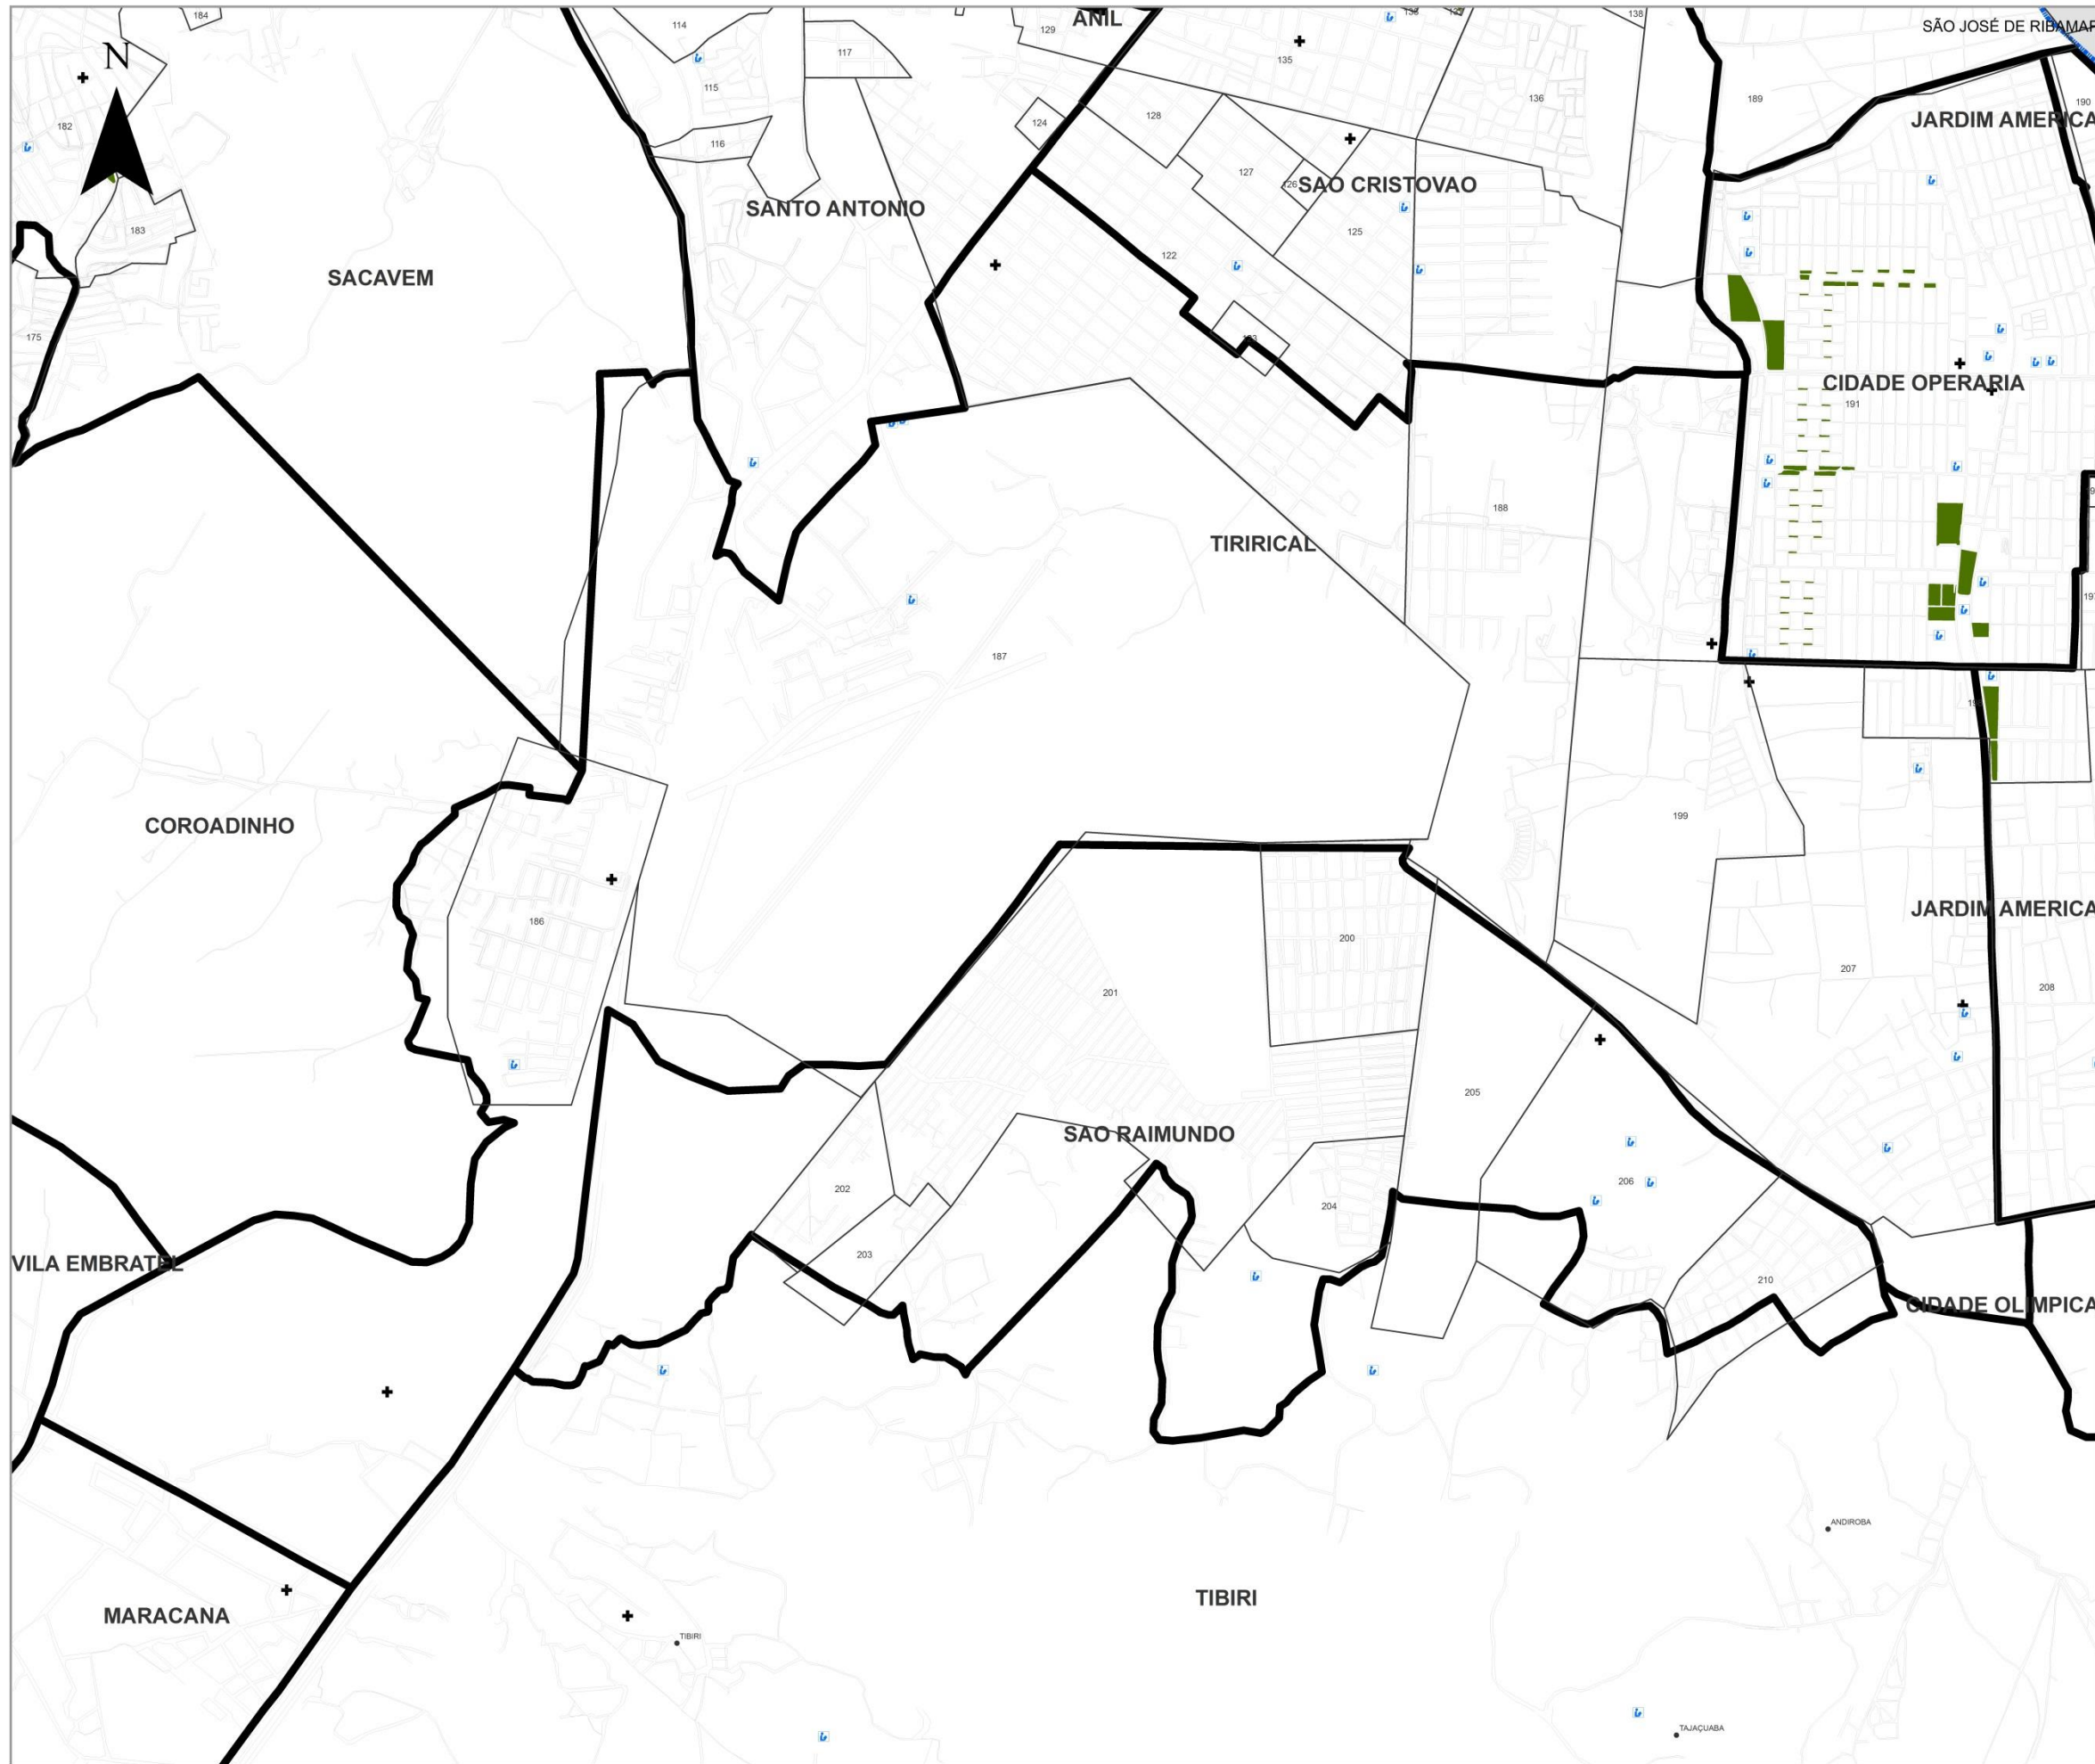 184
114
138
ANIL
SÃO JOSÉ DE RIBAMAR
129
N
117
135
115
136
189
190
182
128
JARDIM AMERICA
124
116
127
SAO CRISTOVAO
SANTO ANTONIO
183
125
122
SACAVEM
175
CIDADE OPERARIA
191
188
TIRIRICAL
197
187
199
COROADINHO
186
JARDIM AMERICA
200
207
208
201
205
SAO RAIMUNDO
206
202
204
203
VILA EMBRATEL
210
CIDADE OLIMPICA
ANDIROBA
TIBIRI
MARACANA
TIBIRI
TAJAÇUABA